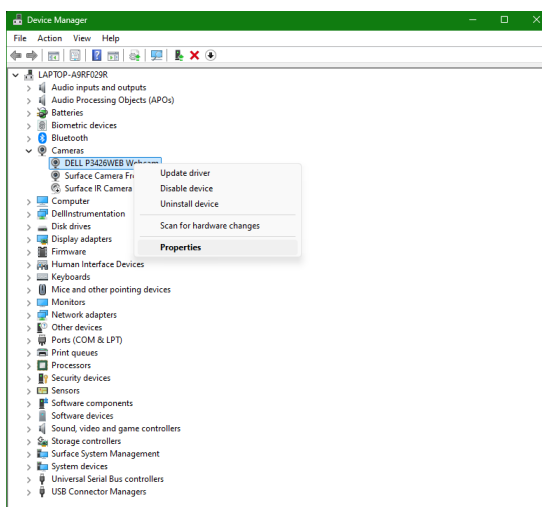 Device Manager
File Action View Help
LAPTOP-A9RF029R
Audio inputs and outputs
Audio Processing Objects (APOs)
Batteries
Biometric devices
Bluetooth
Cameras
DELL P3426WEB Webcam
Surface Camera Fr
Surface IR Camera
Computer
DellInstrumentation
Disk drives
Display adapters
Firmware
Human Interface Devices
Keyboards
Mice and other pointing devices
Monitors
Network adapters
Other devices
Ports (COM & LPT)
Print queues
Processors
Security devices
Sensors
Software components
Software devices
Sound, video and game controllers
Storage controllers
Surface System Management
System devices
Universal Serial Bus controllers
USB Connector Managers
Update driver
Disable device
Uninstall device
Scan for hardware changes
Properties